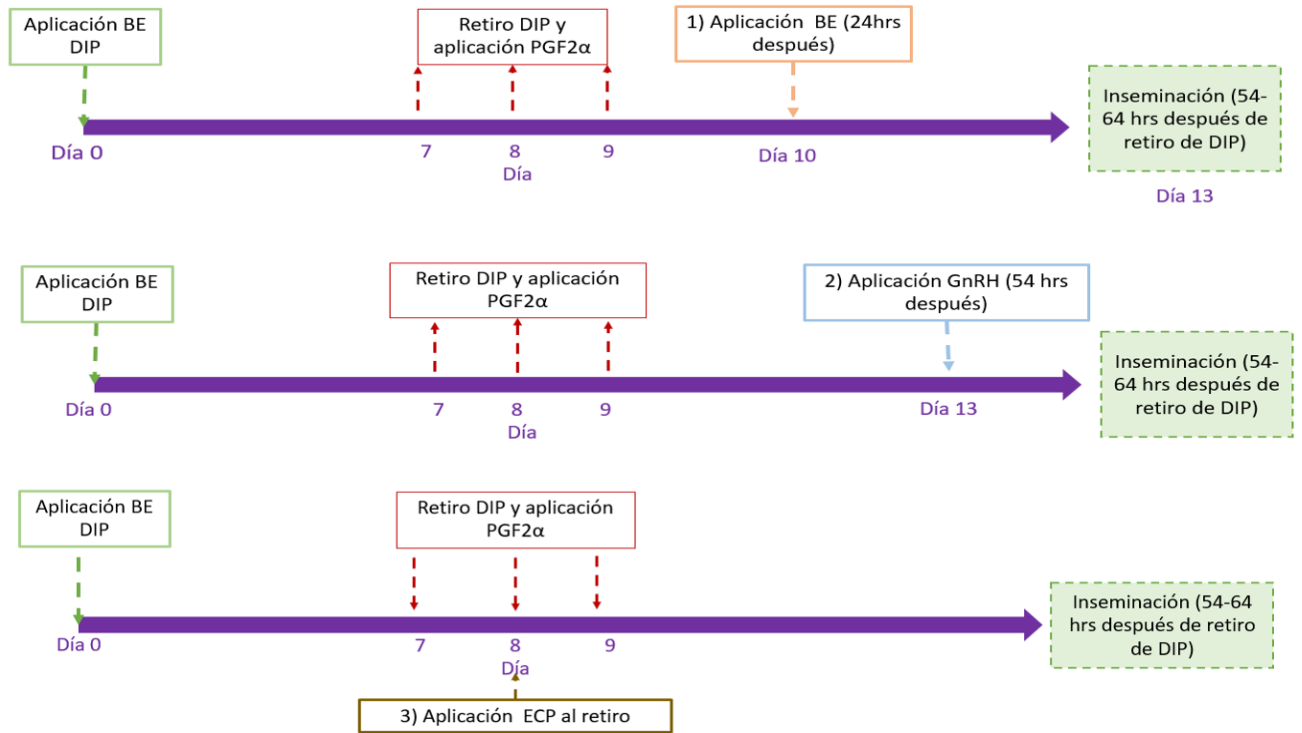 Aplicación BE
DIP
Retiro DIP y
aplicación PGF2α
1) Aplicación BE (24hrs
después)
Inseminación (54-
64 hrs después de
retiro de DIP)
Día 0
7
8
9
Día
Día 10
Día 13
Aplicación BE
DIP
Retiro DIP y aplicación
PGF2α
2) Aplicación GnRH (54 hrs
después)
Inseminación (54-
64 hrs después de
retiro de DIP)
Día 0
7
8
9
Día
Día 13
Aplicación BE
DIP
Retiro DIP y aplicación
PGF2α
Inseminación (54-64
hrs después de retiro
de DIP)
Día 0
7
8
9
Día
3) Aplicación ECP al retiro